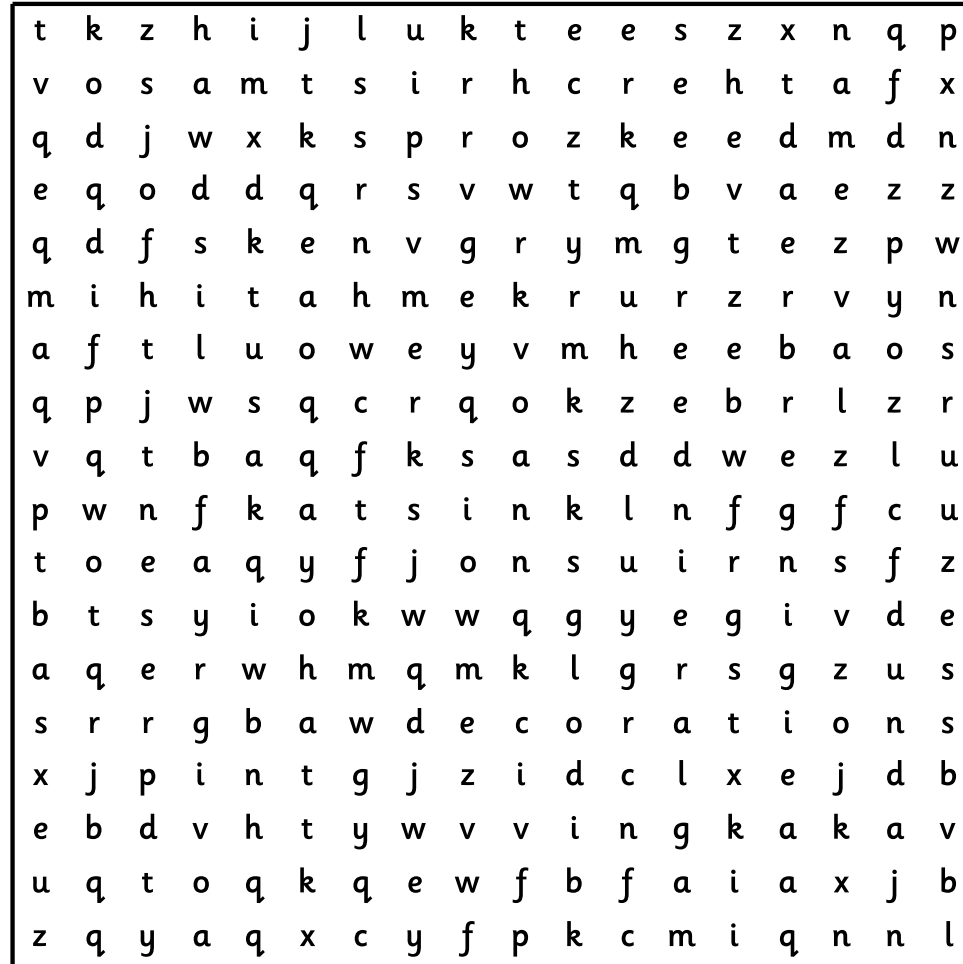 t k z h i j l u k t e e s z x n q p
v o s a m t s i r h c r e h t a f x
q d j w x k s p r o z k e e d m d n
e q o d d q r s v w t q b v a e z z
q d f s k e n v g r y m g t e z p w
m i h i t a h m e k r u r z r v y n
a f t l u o w e y v m h e e b a o s
q p j w s q c r q o k z e b r l z r
v q t b a q f k s a s d d w e z l u
p w n f k a t s i n k l n f g f c u
t o e a q y f j o n s u i r n s f z
b t s y i o k w w q g y e g i v d e
a q e r w h m q m k l g r s g z u s
s r r g b a w d e c o r a t i o n s
x j p i n t g j z i d c l x e j d b
e b d v h t y w v v i n g k a k a v
u q t o q k q e w f b f a i a x j b
z q y a q x c y f p k c m i q n n l